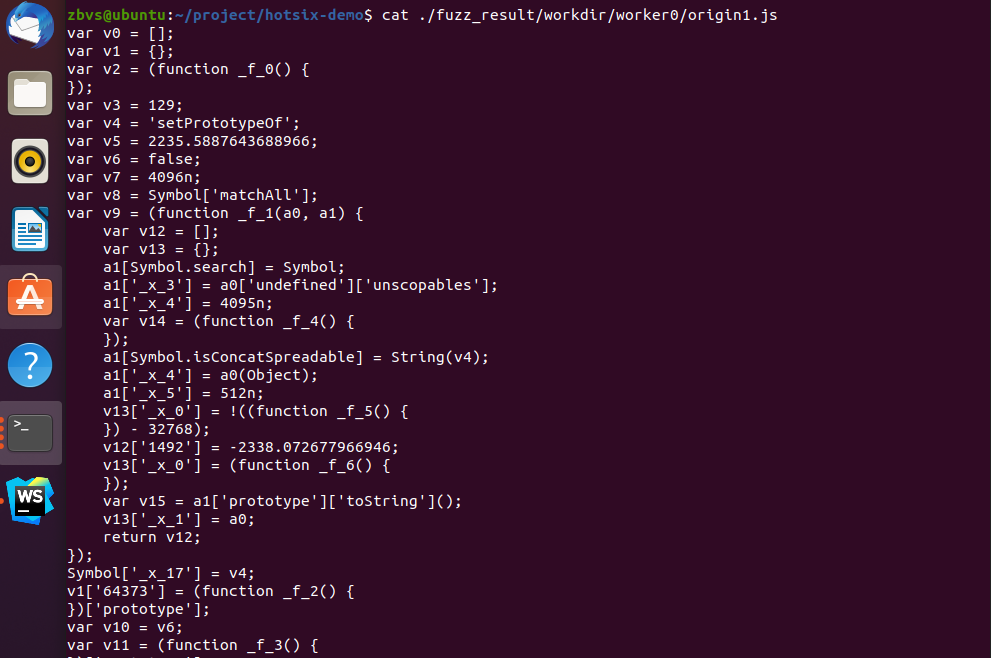 zbvs@ubuntu:~/project/hotsix-demo$ cat ./fuzz_result/workdir/worker0/origin1.js
var v0 = [];
var v1 = {};
var v2 = (function _f_0() {
});
var v3 = 129;
var v4 = 'setPrototypeOf';
var v5 = 2235.5887643688966;
var v6 = false;
var v7 = 4096n;
var v8 = Symbol['matchAll'];
var v9 = (function _f_1(a0, a1) {
    var v12 = [];
    var v13 = {};
    a1[Symbol.search] = Symbol;
    a1['_x_3'] = a0['undefined']['unscopables'];
    a1['_x_4'] = 4095n;
    var v14 = (function _f_4() {
    });
    a1[Symbol.isConcatSpreadable] = String(v4);
    a1['_x_4'] = a0(Object);
    a1['_x_5'] = 512n;
    v13['_x_0'] = !((function _f_5() {
    }) - 32768);
    v12['1492'] = -2338.072677966946;
    v13['_x_0'] = (function _f_6() {
    });
    var v15 = a1['prototype']['toString']();
    v13['_x_1'] = a0;
    return v12;
});
Symbol['_x_17'] = v4;
v1['64373'] = (function _f_2() {
})['prototype'];
var v10 = v6;
var v11 = (function _f_3() {
>_
WS